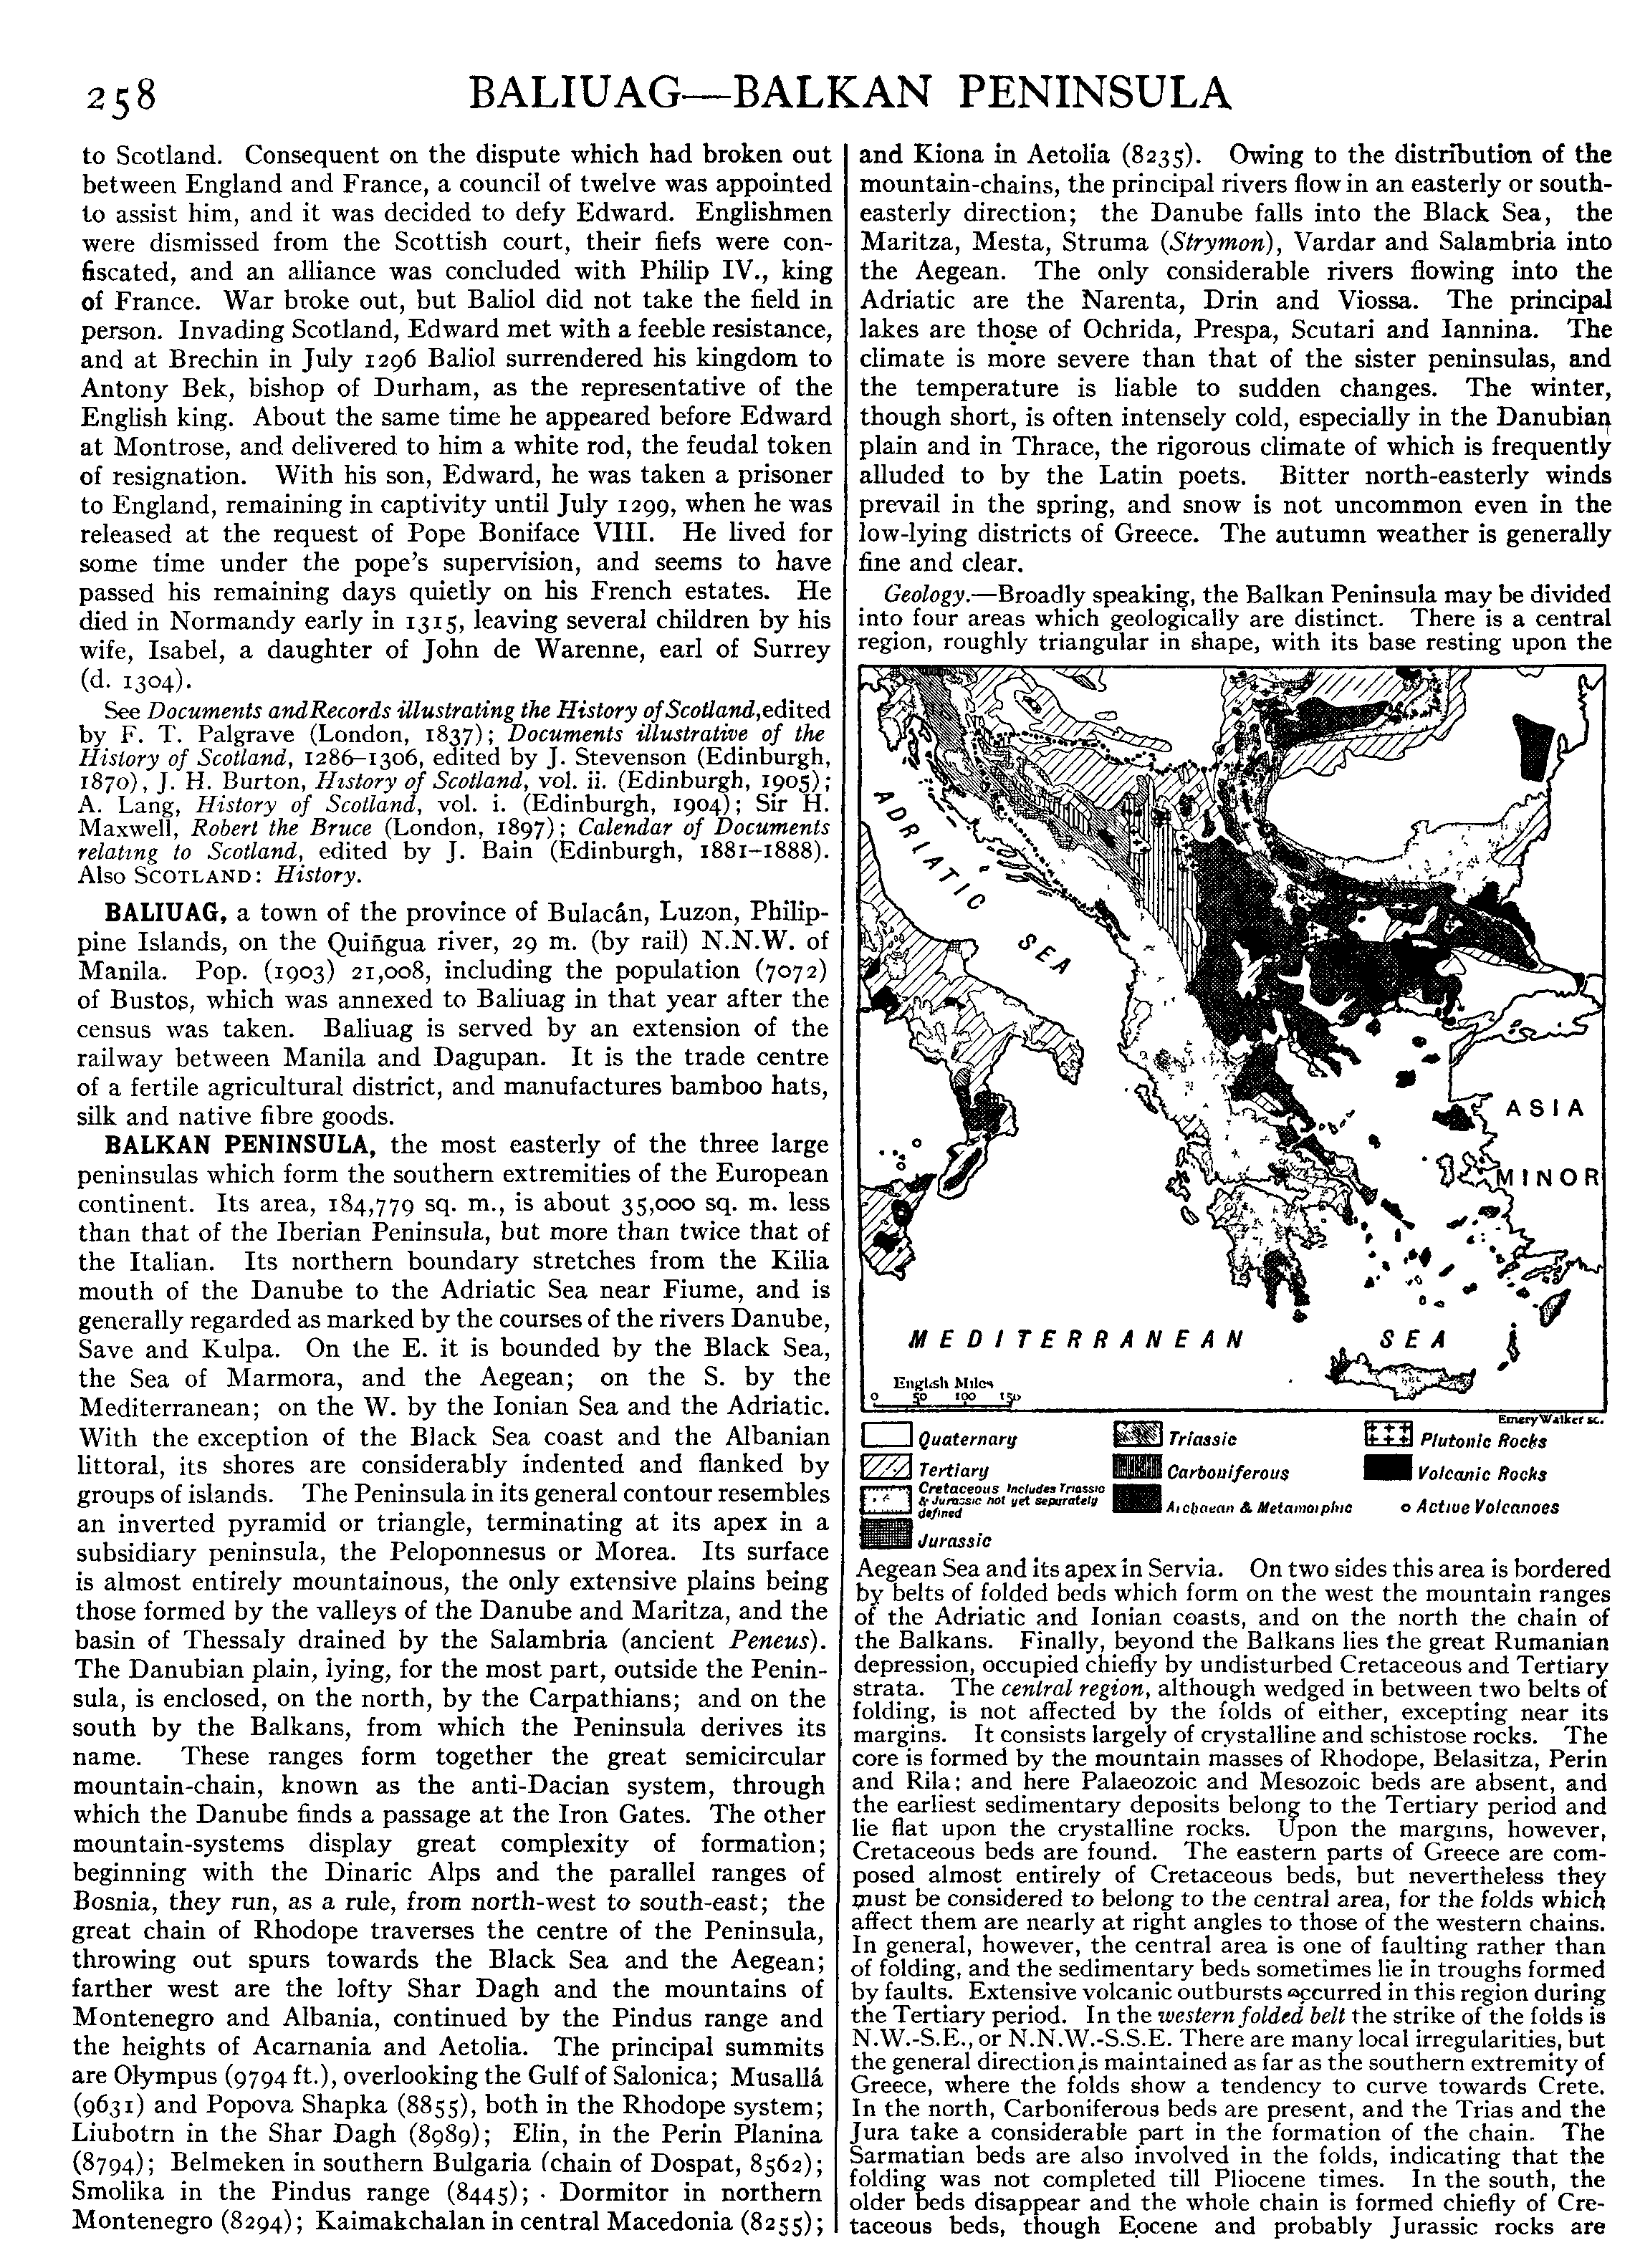 258
BALIUAG—BALKAN PENINSULA
to Scotland. Consequent on the dispute which had broken out
between England and France, a council of twelve was appointed
to assist him, and it was decided to defy Edward. Englishmen
were dismissed from the Scottish court, their fiefs were con-
fiscated, and an alliance was concluded with Philip IV., king
of France. War broke out, but Baliol did not take the field in
person. Invading Scotland, Edward met with a feeble resistance,
and at Brechin in July 1296 Baliol surrendered his kingdom to
Antony Bek, bishop of Durham, as the representative of the
English king. About the same time he appeared before Edward
at Montrose, and delivered to him a white rod, the feudal token
of resignation. With his son, Edward, he was taken a prisoner
to England, remaining in captivity until July 1299, when he was
released at the request of Pope Boniface VIII. He lived for
some time under the pope's supervision, and seems to have
passed his remaining days quietly on his French estates. He
died in Normandy early in 1315, leaving several children by his
wife, Isabel, a daughter of John de Warenne, earl of Surrey
(d. 1304).
See Documents and Records illustrating the History of Scotland, edited
by F. T. Palgrave (London, 1837); Documents illustrative of the
History of Scotland, 1286–1306, edited by J. Stevenson (Edinburgh,
1870), J. H. Burton, History of Scotland, vol. ii. (Edinburgh, 1905);
A. Lang, History of Scotland, vol. i. (Edinburgh, 1904); Sir H.
Maxwell, Robert the Bruce (London, 1897); Calendar of Documents
relating to Scotland, edited by J. Bain (Edinburgh, 1881–1888).
Also SCOTLAND: History.
BALIUAG, a town of the province of Bulacán, Luzon, Philip-
pine Islands, on the Quiñgua river, 29 m. (by rail) N.N.W. of
Manila. Pop. (1903) 21,008, including the population (7072)
of Bustos, which was annexed to Baliuag in that year after the
census was taken. Baliuag is served by an extension of the
railway between Manila and Dagupan. It is the trade centre
of a fertile agricultural district, and manufactures bamboo hats,
silk and native fibre goods.
BALKAN PENINSULA, the most easterly of the three large
peninsulas which form the southern extremities of the European
continent. Its area, 184,779 sq. m., is about 35,000 sq. m. less
than that of the Iberian Peninsula, but more than twice that of
the Italian. Its northern boundary stretches from the Kilia
mouth of the Danube to the Adriatic Sea near Fiume, and is
generally regarded as marked by the courses of the rivers Danube,
Save and Kulpa. On the E. it is bounded by the Black Sea,
the Sea of Marmora, and the Aegean; on the S. by the
Mediterranean; on the W. by the Ionian Sea and the Adriatic.
With the exception of the Black Sea coast and the Albanian
littoral, its shores are considerably indented and flanked by
groups of islands. The Peninsula in its general contour resembles
an inverted pyramid or triangle, terminating at its apex in a
subsidiary peninsula, the Peloponnesus or Morea. Its surface
is almost entirely mountainous, the only extensive plains being
those formed by the valleys of the Danube and Maritza, and the
basin of Thessaly drained by the Salambria (ancient Peneus).
The Danubian plain, lying, for the most part, outside the Penin-
sula, is enclosed, on the north, by the Carpathians; and on the
south by the Balkans, from which the Peninsula derives its
name. These ranges form together the great semicircular
mountain-chain, known as the anti-Dacian system, through
which the Danube finds a passage at the Iron Gates. The other
mountain-systems display great complexity of formation;
beginning with the Dinaric Alps and the parallel ranges of
Bosnia, they run, as a rule, from north-west to south-east; the
great chain of Rhodope traverses the centre of the Peninsula,
throwing out spurs towards the Black Sea and the Aegean;
farther west are the lofty Shar Dagh and the mountains of
Montenegro and Albania, continued by the Pindus range and
the heights of Acarnania and Aetolia. The principal summits
are Olympus (9794 ft.), overlooking the Gulf of Salonica; Musallá
(9631) and Popova Shapka (8855), both in the Rhodope system;
Liubotrn in the Shar Dagh (8989); Elin, in the Perin Planina
(8794); Belmeken in southern Bulgaria (chain of Dospat, 8562);
Smolika in the Pindus range (8445); Dormitor in northern
Montenegro (8294); Kaimakchalan in central Macedonia (8255);
and Kiona in Aetolia (8235). Owing to the distribution of the
mountain-chains, the principal rivers flow in an easterly or south-
easterly direction; the Danube falls into the Black Sea, the
Maritza, Mesta, Struma (Strymon), Vardar and Salambria into
the Aegean. The only considerable rivers flowing into the
Adriatic are the Narenta, Drin and Viossa. The principal
lakes are those of Ochrida, Prespa, Scutari and Iannina. The
climate is more severe than that of the sister peninsulas, and
the temperature is liable to sudden changes. The winter,
though short, is often intensely cold, especially in the Danubian
plain and in Thrace, the rigorous climate of which is frequently
alluded to by the Latin poets. Bitter north-easterly winds
prevail in the spring, and snow is not uncommon even in the
low-lying districts of Greece. The autumn weather is generally
fine and clear.
Geology.—Broadly speaking, the Balkan Peninsula may be divided
into four areas which geologically are distinct. There is a central
region, roughly triangular in shape, with its base resting upon the
ADRIATIC SEA
ASIA
MINOR
MEDITERRANEAN SEA
English Miles
0 50 100 150
Emery Walker sc.
Quaternary
Tertiary
Cretaceous Includes Triassic
& Jurassic not yet separately
defined
Jurassic
Triassic
Carboniferous
Archaean & Metamorphic
Plutonic Rocks
Volcanic Rocks
Active Volcanoes
Aegean Sea and its apex in Servia. On two sides this area is bordered
by belts of folded beds which form on the west the mountain ranges
of the Adriatic and Ionian coasts, and on the north the chain of
the Balkans. Finally, beyond the Balkans lies the great Rumanian
depression, occupied chiefly by undisturbed Cretaceous and Tertiary
strata. The central region, although wedged in between two belts of
folding, is not affected by the folds of either, excepting near its
margins. It consists largely of crystalline and schistose rocks. The
core is formed by the mountain masses of Rhodope, Belasitza, Perin
and Rila; and here Palaeozoic and Mesozoic beds are absent, and
the earliest sedimentary deposits belong to the Tertiary period and
lie flat upon the crystalline rocks. Upon the margins, however,
Cretaceous beds are found. The eastern parts of Greece are com-
posed almost entirely of Cretaceous beds, but nevertheless they
must be considered to belong to the central area, for the folds which
affect them are nearly at right angles to those of the western chains.
In general, however, the central area is one of faulting rather than
of folding, and the sedimentary beds sometimes lie in troughs formed
by faults. Extensive volcanic outbursts occurred in this region during
the Tertiary period. In the western folded belt the strike of the folds is
N.W.-S.E., or N.N.W.-S.S.E. There are many local irregularities, but
the general direction is maintained as far as the southern extremity of
Greece, where the folds show a tendency to curve towards Crete.
In the north, Carboniferous beds are present, and the Trias and the
Jura take a considerable part in the formation of the chain. The
Sarmatian beds are also involved in the folds, indicating that the
folding was not completed till Pliocene times. In the south, the
older beds disappear and the whole chain is formed chiefly of Cre-
taceous beds, though Eocene and probably Jurassic rocks are